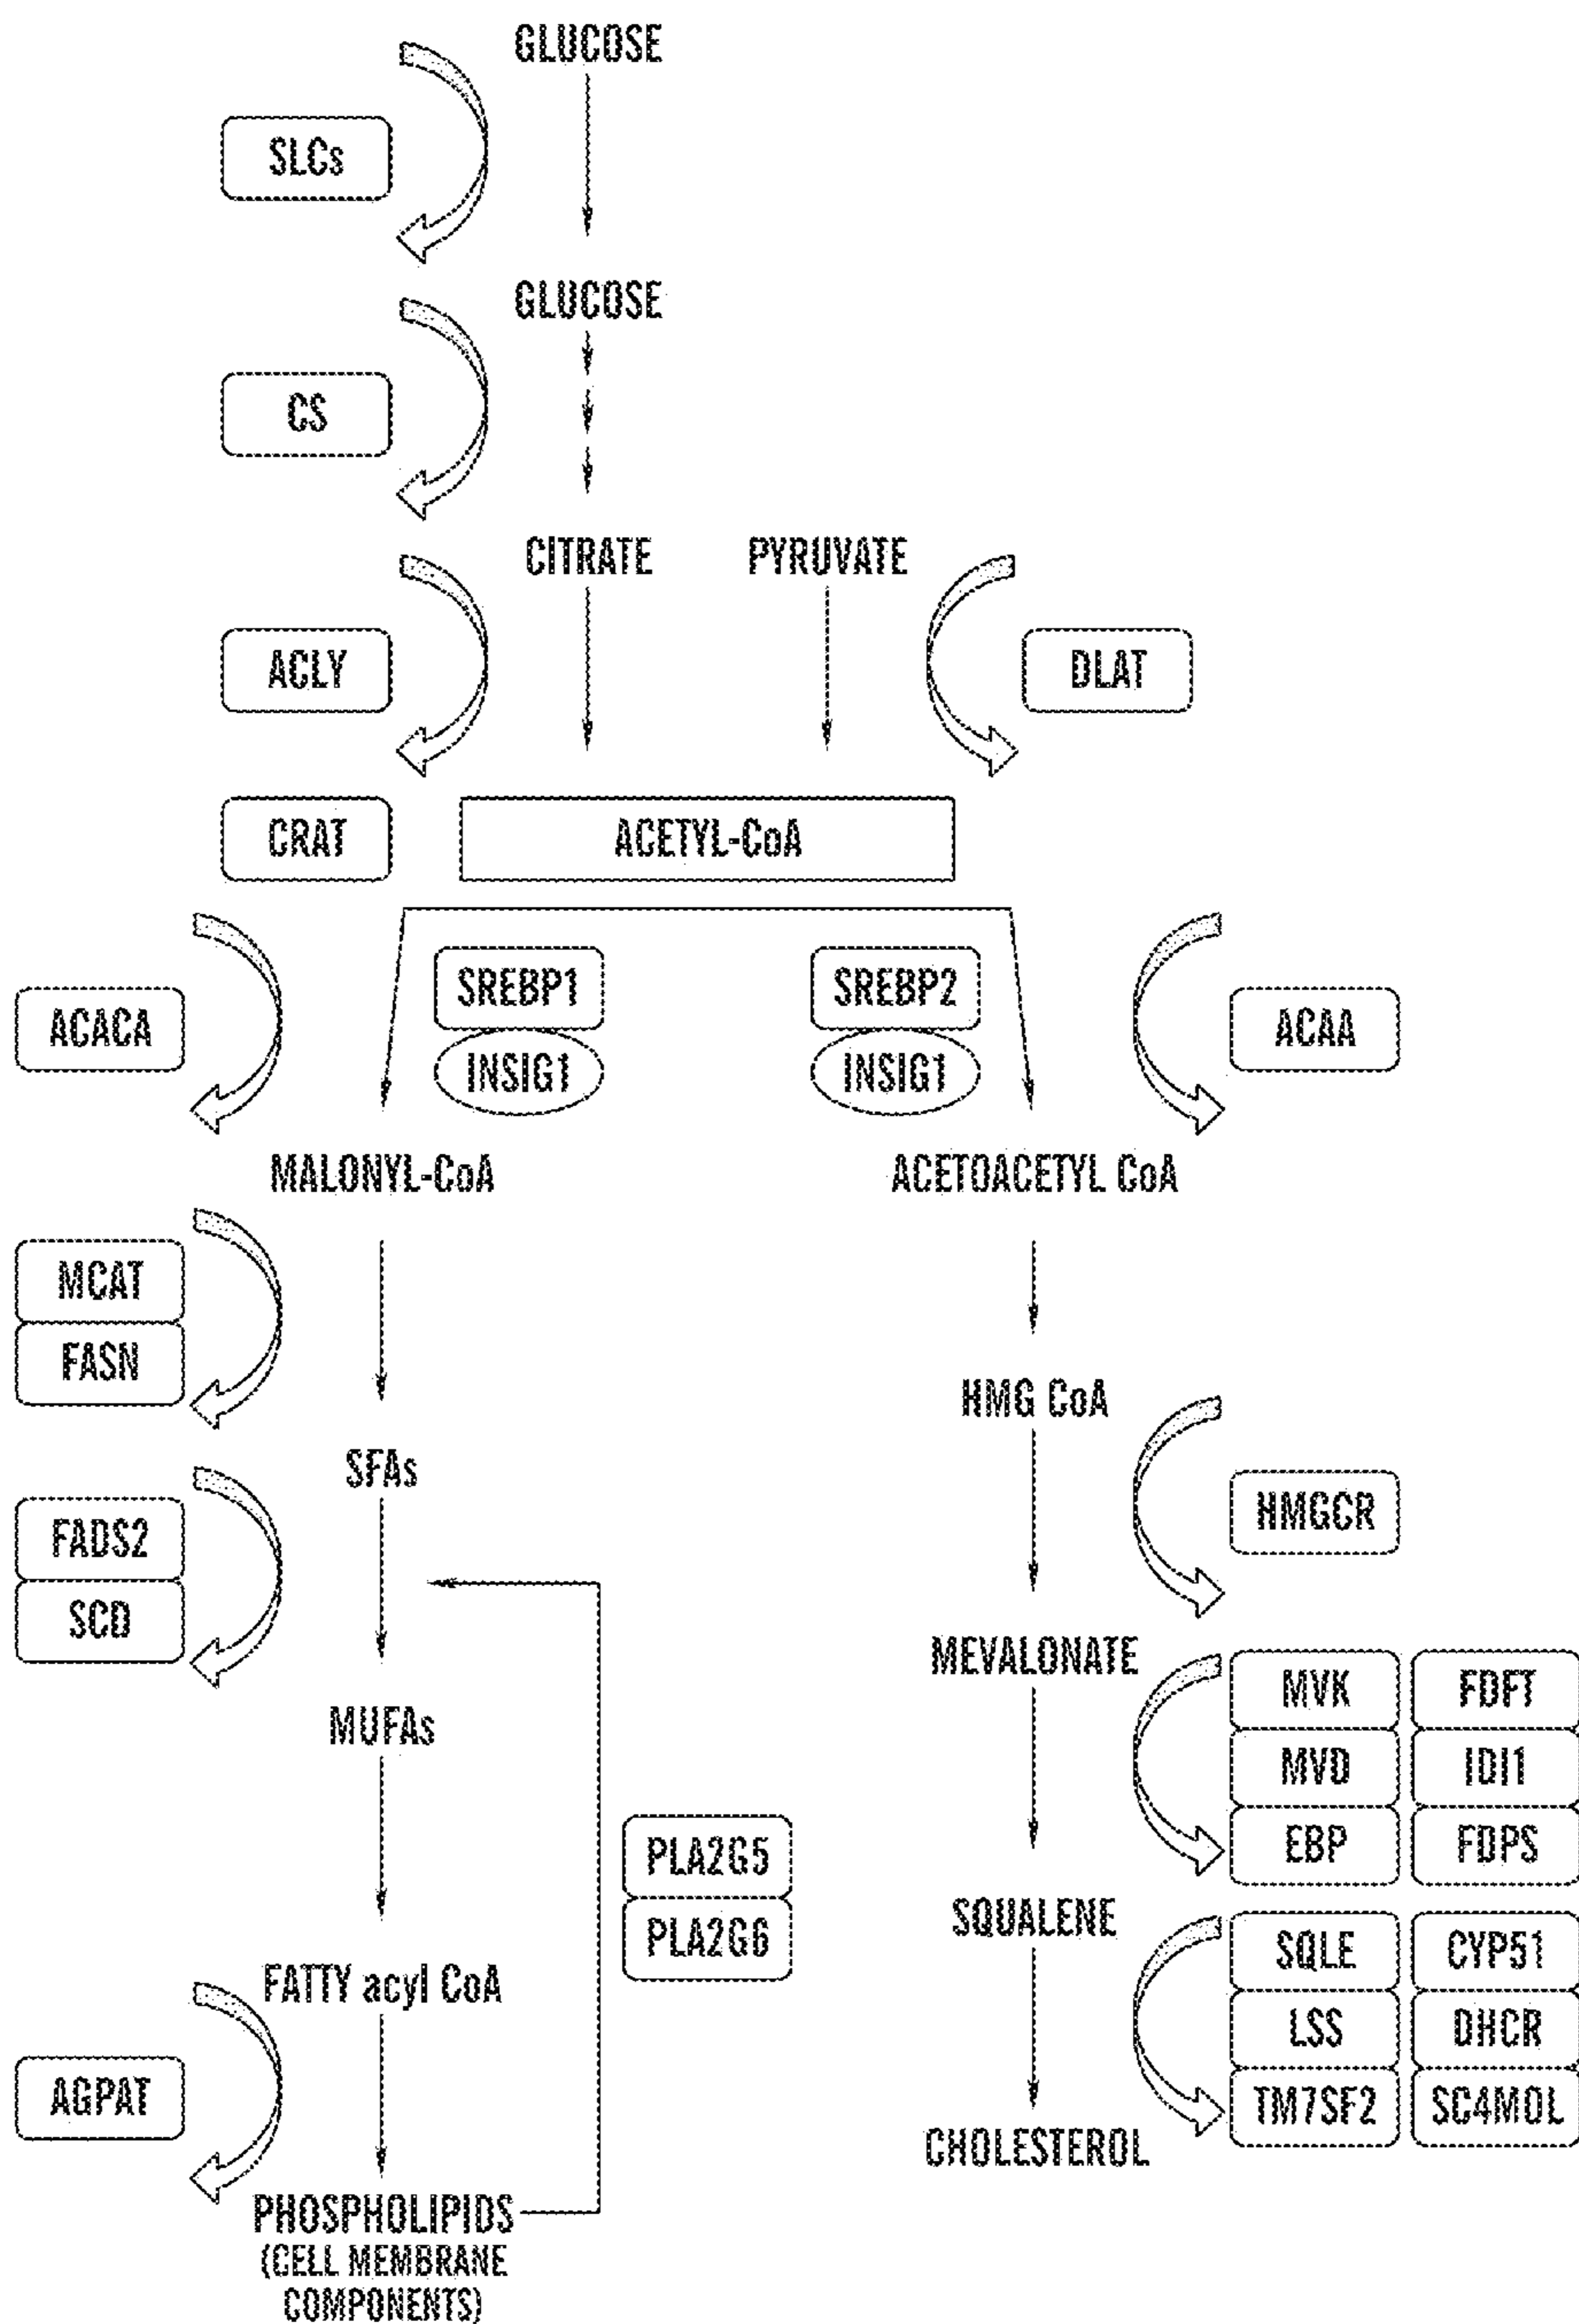 GLUCOSE
SLCs
GLUCOSE
CS
CITRATE
PYRUVATE
ACLY
DLAT
CRAT
ACETYL-CoA
SREBP1
SREBP2
ACACA
INSIG1
INSIG1
ACAA
MALONYL-CoA
ACETOACETYL CoA
MCAT
FASN
HMG CoA
SFAs
FADS2
HMGCR
SCD
MEVALONATE
MVK
FDFT
MUFAs
MVD
IDI1
EBP
FDPS
PLA2G5
PLA2G6
SQUALENE
SQLE
CYP51
FATTY acyl CoA
LSS
DHCR
AGPAT
TM7SF2
SC4MOL
CHOLESTEROL
PHOSPHOLIPIDS
(CELL MEMBRANE
COMPONENTS)